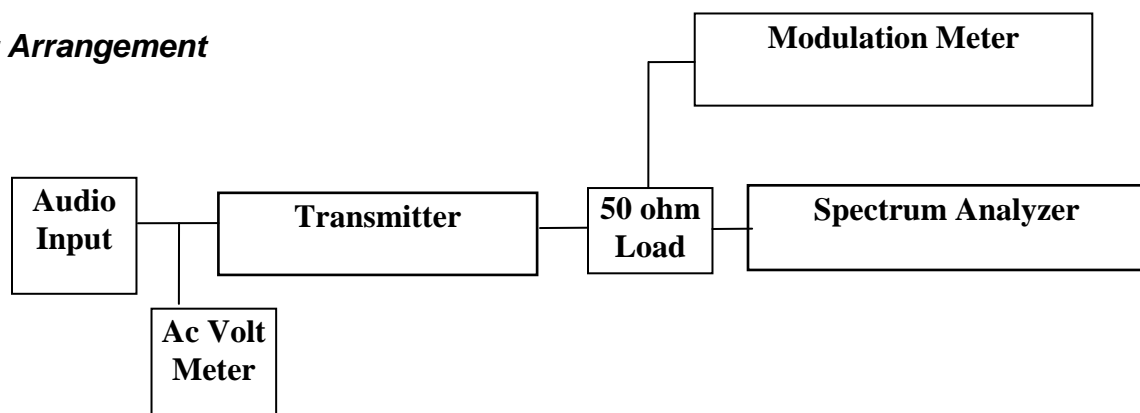 Arrangement
Modulation Meter
Audio
Input
Transmitter
50 ohm
Load
Spectrum Analyzer
Ac Volt
Meter